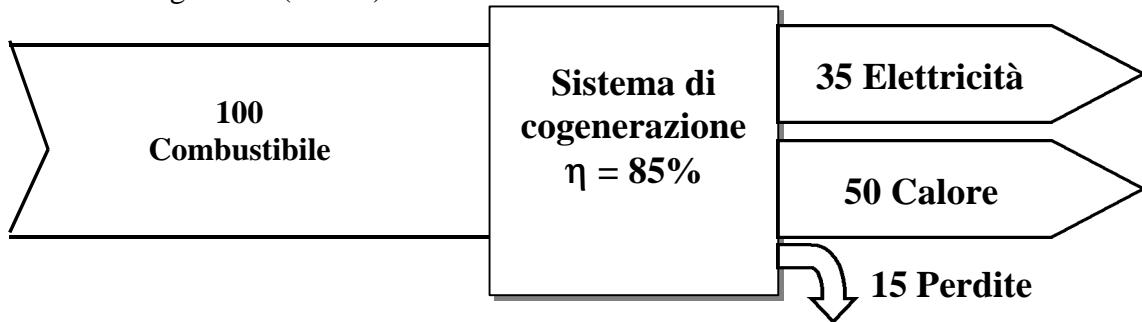 100
Combustibile
Sistema di
cogenerazione
η = 85%
35 Elettricità
50 Calore
15 Perdite